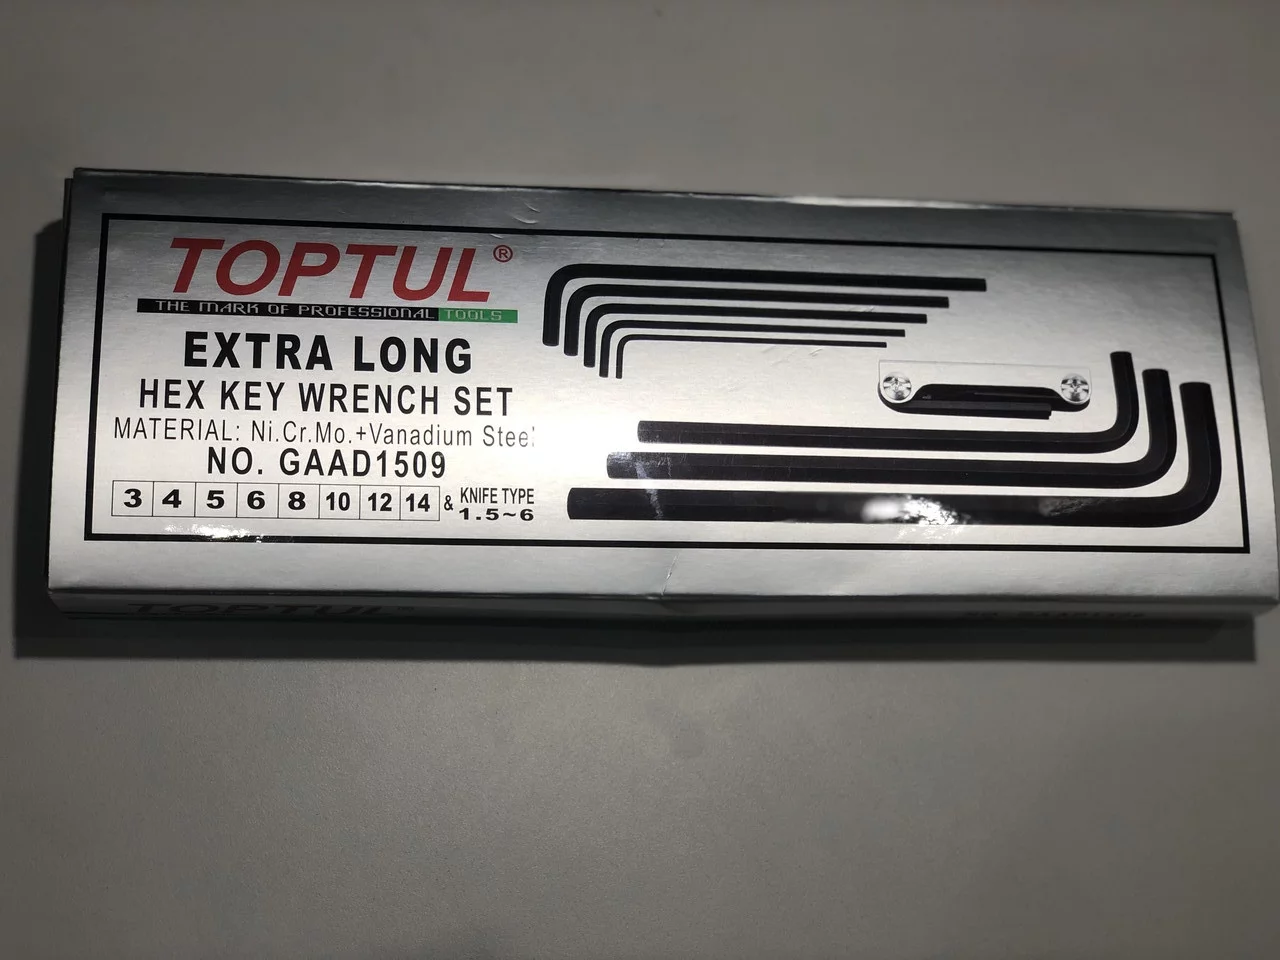 TOPTUL®
THE MARK OF PROFESSIONAL TOOLS
EXTRA LONG
HEX KEY WRENCH SET
MATERIAL: Ni.Cr.Mo.+Vanadium Steel
NO. GAAD1509
3 4 5 6 8 10 12 14 & KNIFE TYPE
1.5~6
TOPTUL